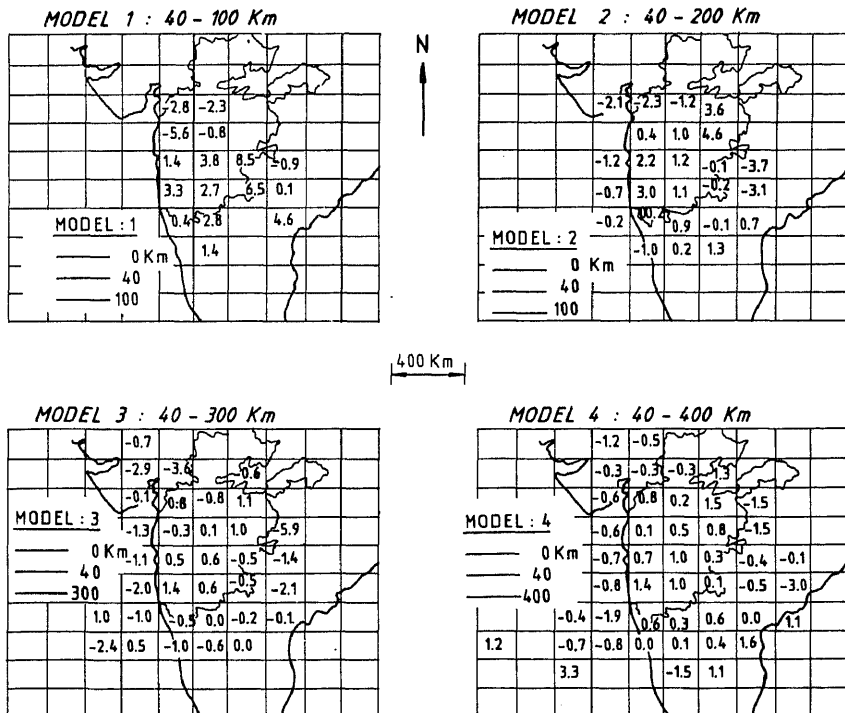 MODEL 1 : 40 - 100 Km
-2.8 -2.3
-5.6 -0.8
1.4 3.8 8.5 -0.9
3.3 2.7 6.5 0.1
0.4 2.8 4.6
1.4
MODEL : 1
0 Km
40
100
N
MODEL 2 : 40 - 200 Km
-2.1 -2.3 -1.2 3.6
0.4 1.0 4.6
-1.2 2.2 1.2 -0.1 -3.7
-0.7 3.0 1.1 -0.2 -3.1
-0.2 0.9 -0.1 0.7
-1.0 0.2 1.3
MODEL : 2
0 Km
40
100
400 Km
MODEL 3 : 40 - 300 Km
-0.7
-2.9 -3.6 0.6
-0.1 0.8 -0.8 1.1
-1.3 -0.3 0.1 1.0 -5.9
-1.1 0.5 0.6 -0.5 -1.4
-2.0 1.4 0.6 -0.5 -2.1
1.0 -1.0 -0.5 0.0 -0.2 -0.1
-2.4 0.5 -1.0 -0.6 0.0
MODEL : 3
0 Km
40
300
MODEL 4 : 40 - 400 Km
-1.2 -0.5
-0.3 -0.3 -0.3 1.3
-0.6 0.8 0.2 1.5 -1.5
-0.6 0.1 0.5 0.8 -1.5
-0.7 0.7 1.0 0.3 -0.4 -0.1
-0.8 1.4 1.0 0.1 -0.5 -3.0
-0.4 -1.9 0.6 0.3 0.6 0.0 1.1
1.2 -0.7 -0.8 0.0 0.1 0.4 1.6
3.3 -1.5 1.1
MODEL : 4
0 Km
40
400